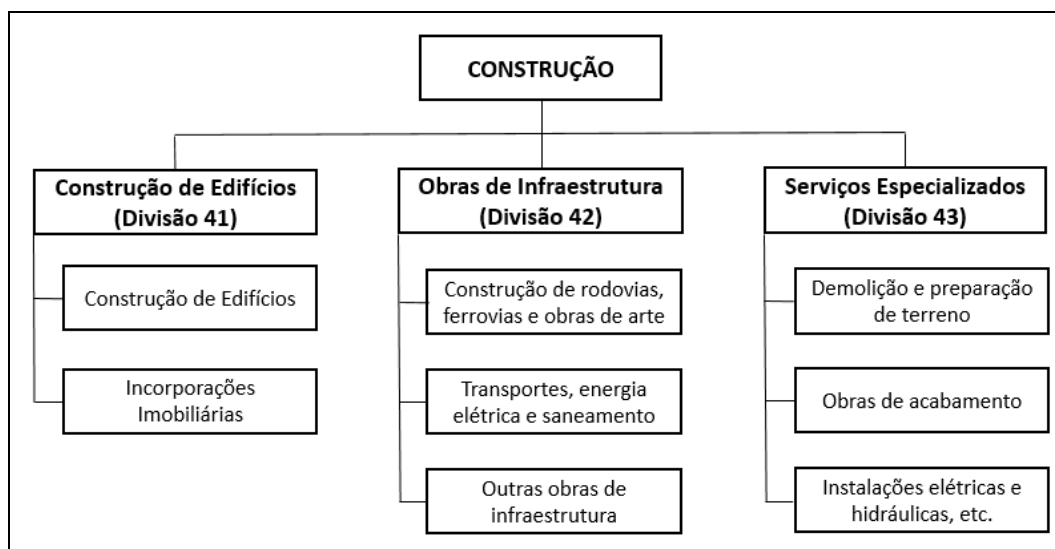 CONSTRUÇÃO
Construção de Edifícios
(Divisão 41)
Construção de Edifícios
Incorporações
Imobiliárias
Obras de Infraestrutura
(Divisão 42)
Construção de rodovias,
ferrovias e obras de arte
Transportes, energia
elétrica e saneamento
Outras obras de
infraestrutura
Serviços Especializados
(Divisão 43)
Demolição e preparação
de terreno
Obras de acabamento
Instalações elétricas e
hidráulicas, etc.